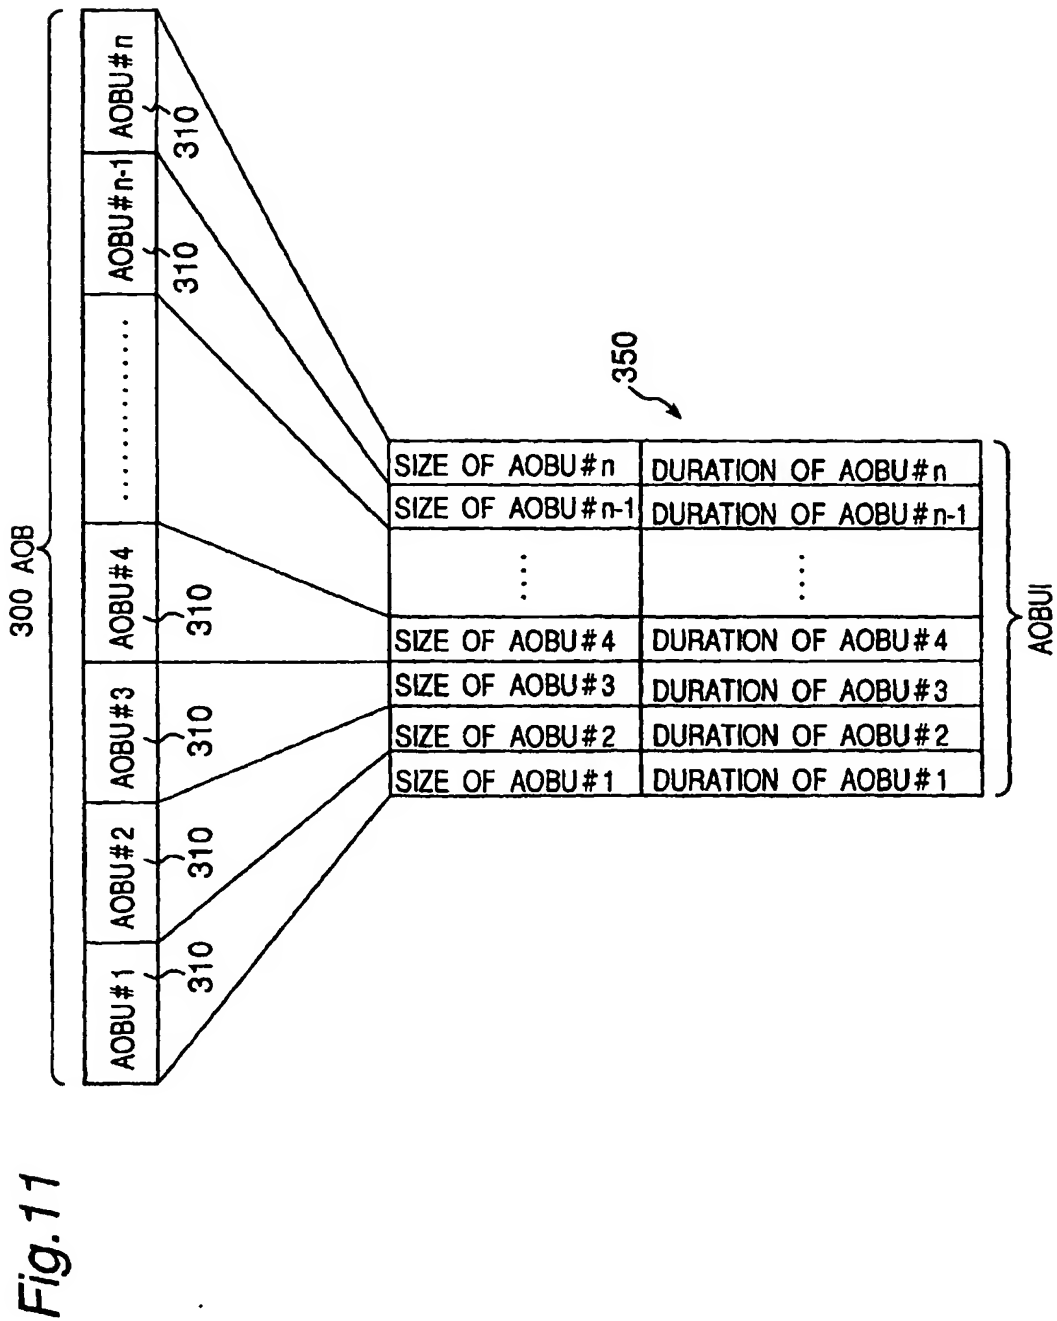 Fig.11
300 AOB
AOBU#1
AOBU#2
AOBU#3
AOBU#4
............
AOBU#n-1
AOBU#n
310
310
310
310
310
310
350
SIZE OF AOBU#n
DURATION OF AOBU#n
SIZE OF AOBU#n-1
DURATION OF AOBU#n-1
....
....
SIZE OF AOBU#4
DURATION OF AOBU#4
SIZE OF AOBU#3
DURATION OF AOBU#3
SIZE OF AOBU#2
DURATION OF AOBU#2
SIZE OF AOBU#1
DURATION OF AOBU#1
AOBUI